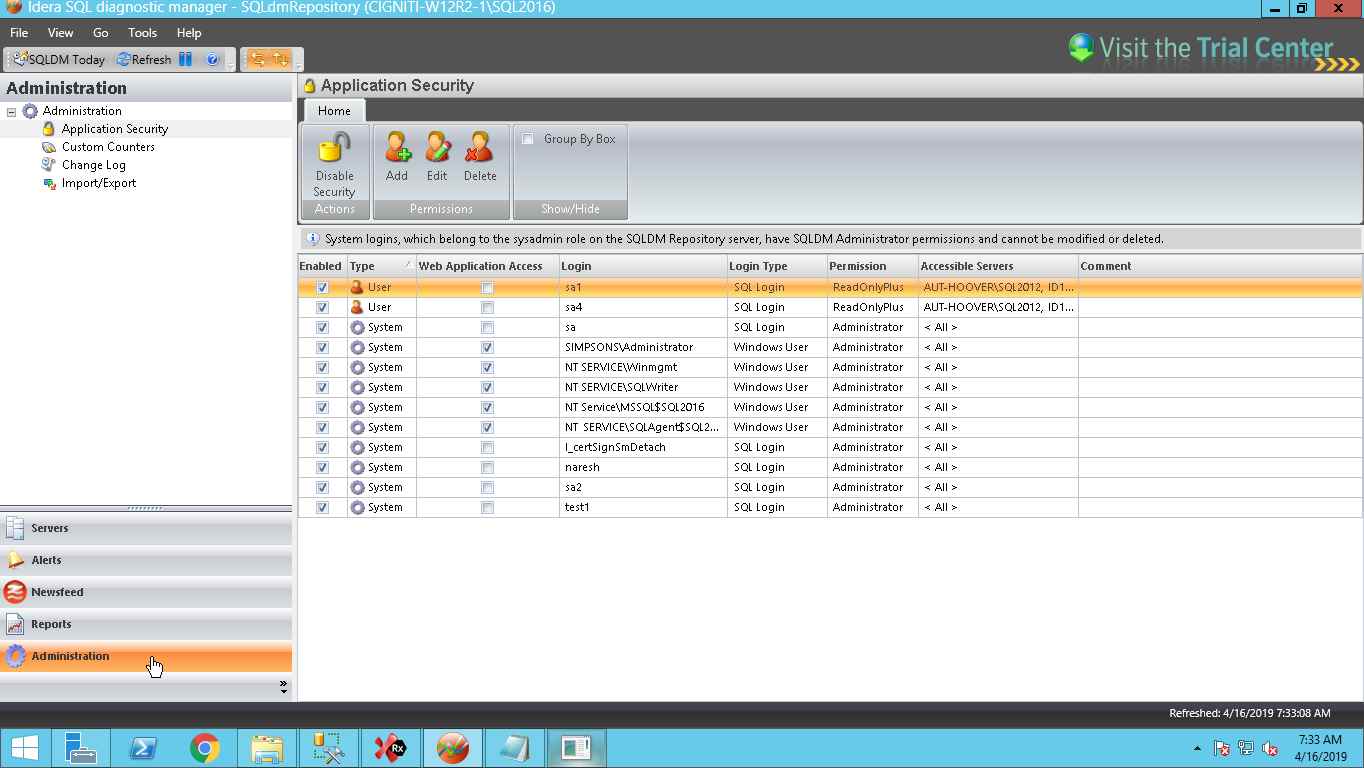 Idera SQL diagnostic manager - SQLdmRepository (CIGNITI-W12R2-1\SQL2016)
File View Go Tools Help
SQLDM Today Refresh
Visit the Trial Center
Administration
Administration
Application Security
Custom Counters
Change Log
Import/Export
Servers
Alerts
Newsfeed
Reports
Administration
Application Security
Home
Disable Security
Actions
Add Edit Delete
Permissions
Group By Box
Show/Hide
System logins, which belong to the sysadmin role on the SQLDM Repository server, have SQLDM Administrator permissions and cannot be modified or deleted.
Enabled Type Web Application Access Login Login Type Permission Accessible Servers Comment
User sa1 SQL Login ReadOnlyPlus AUT-HOOVER\SQL2012, ID1...
User sa4 SQL Login ReadOnlyPlus AUT-HOOVER\SQL2012, ID1...
System sa SQL Login Administrator < All >
System SIMPSONS\Administrator Windows User Administrator < All >
System NT SERVICE\Winmgmt Windows User Administrator < All >
System NT SERVICE\SQLWriter Windows User Administrator < All >
System NT Service\MSSQL$SQL2016 Windows User Administrator < All >
System NT SERVICE\SQLAgent$SQL2... Windows User Administrator < All >
System l_certSignSmDetach SQL Login Administrator < All >
System naresh SQL Login Administrator < All >
System sa2 SQL Login Administrator < All >
System test1 SQL Login Administrator < All >
Refreshed: 4/16/2019 7:33:08 AM
Rx
7:33 AM
4/16/2019